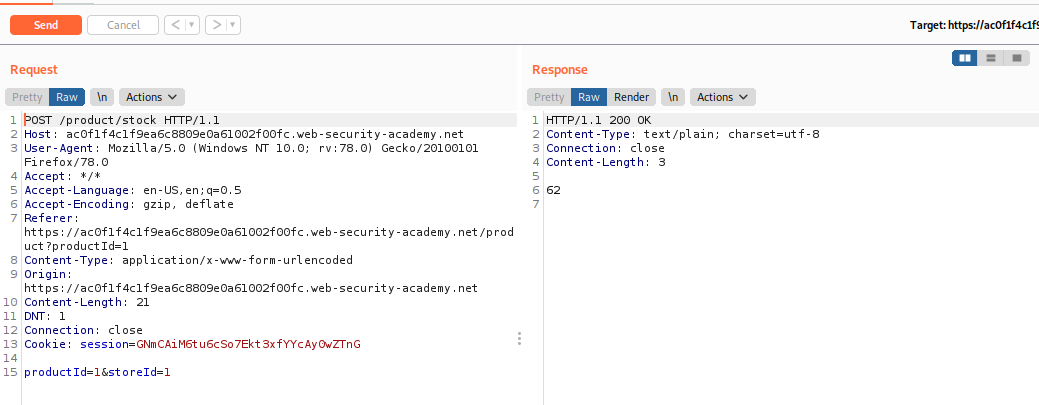 Send Cancel < > Target: https://ac0f1f4c1f9
Request
Pretty Raw \n Actions
1 POST /product/stock HTTP/1.1
2 Host: ac0f1f4c1f9ea6c8809e0a61002f00fc.web-security-academy.net
3 User-Agent: Mozilla/5.0 (Windows NT 10.0; rv:78.0) Gecko/20100101
Firefox/78.0
4 Accept: */*
5 Accept-Language: en-US,en;q=0.5
6 Accept-Encoding: gzip, deflate
7 Referer:
https://ac0f1f4c1f9ea6c8809e0a61002f00fc.web-security-academy.net/prod
uct?productId=1
8 Content-Type: application/x-www-form-urlencoded
9 Origin:
https://ac0f1f4c1f9ea6c8809e0a61002f00fc.web-security-academy.net
10 Content-Length: 21
11 DNT: 1
12 Connection: close
13 Cookie: session=GNmCAiM6tu6cSo7Ekt3xfYYcAyOwZTnG
14
15 productId=1&storeId=1
Response
Pretty Raw Render \n Actions
1 HTTP/1.1 200 OK
2 Content-Type: text/plain; charset=utf-8
3 Connection: close
4 Content-Length: 3
5
6 62
7